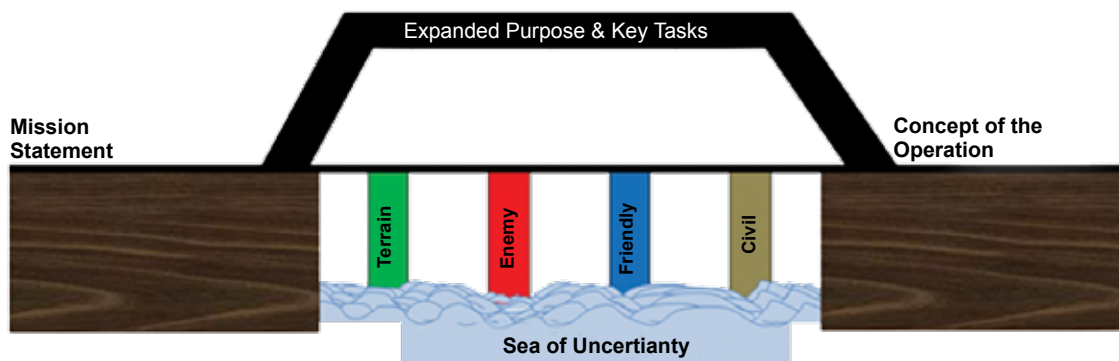 Expanded Purpose & Key Tasks
Mission
Statement
Concept of the
Operation
Terrain
Enemy
Friendly
Civil
Sea of Uncertianty